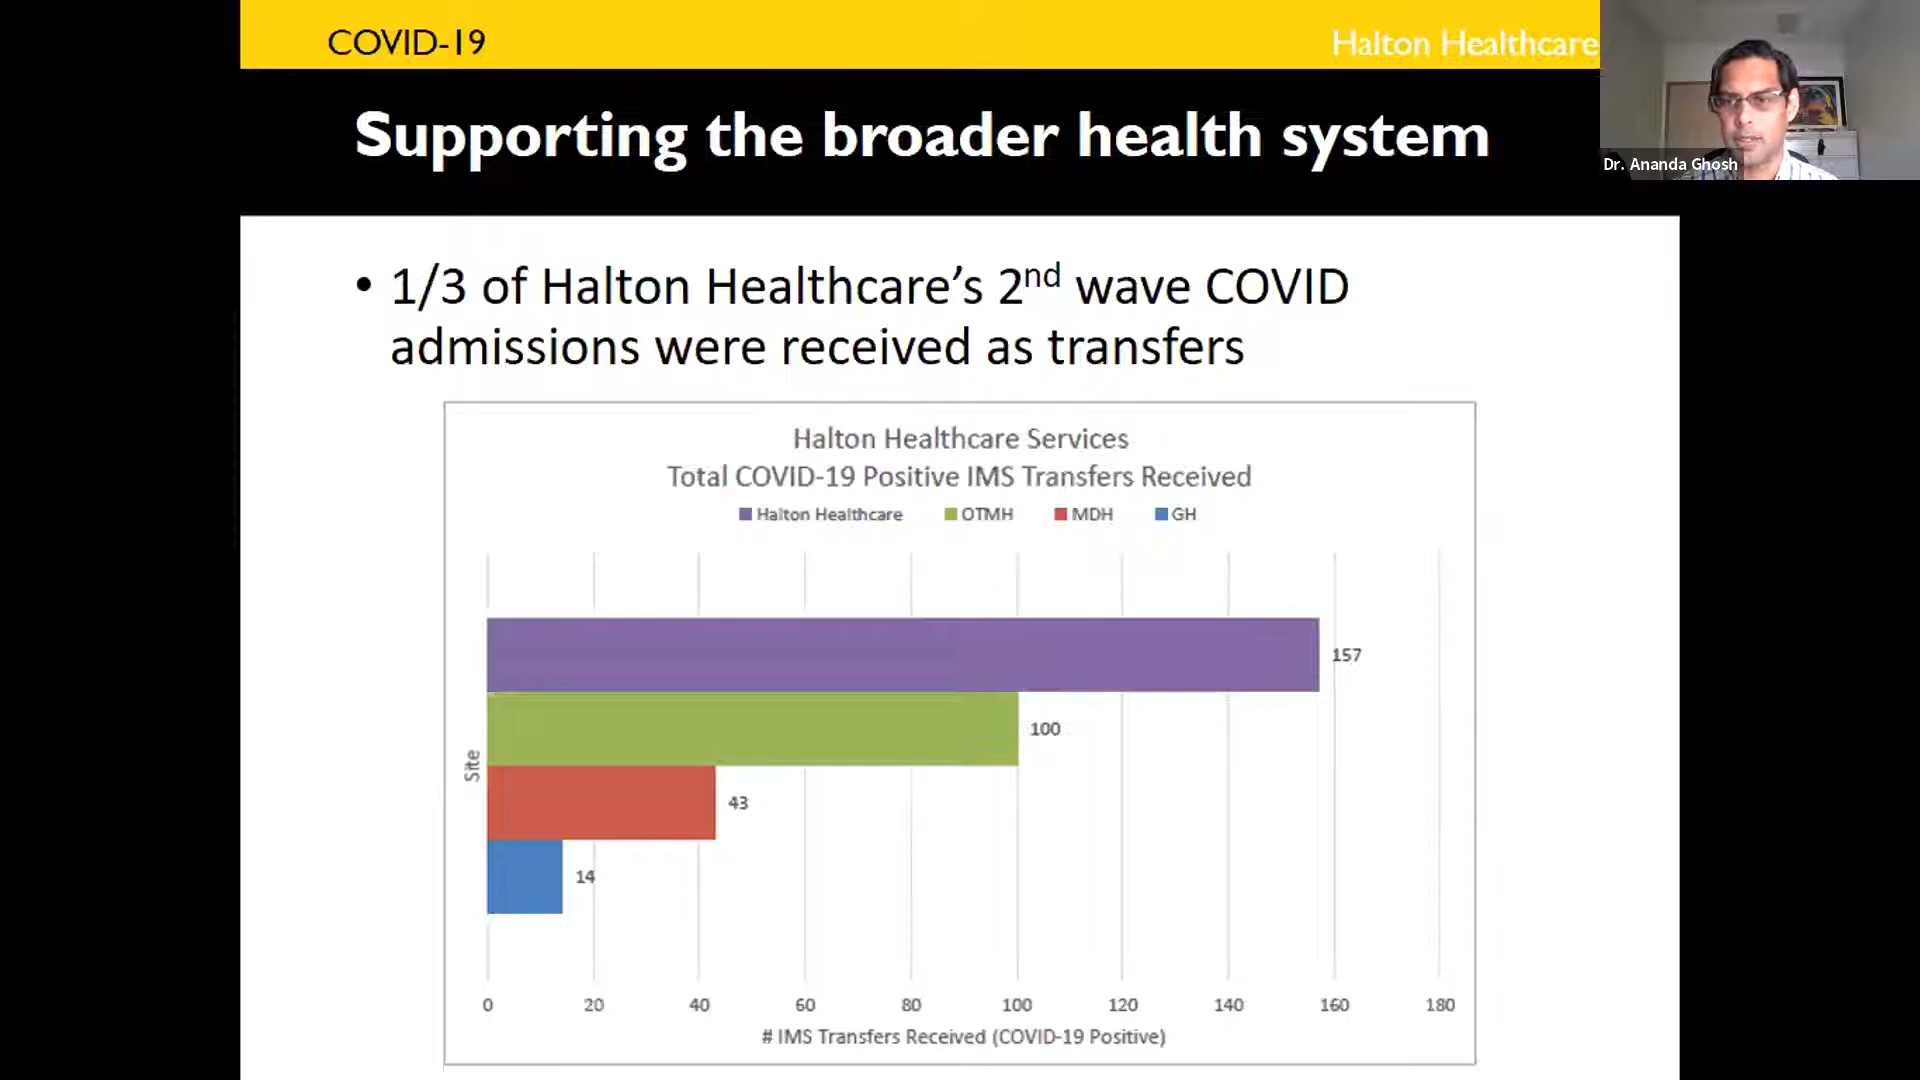 COVID-19
Halton Healthcare
Dr. Ananda Ghosh
Supporting the broader health system
• 1/3 of Halton Healthcare’s 2nd wave COVID
admissions were received as transfers
Halton Healthcare Services
Total COVID-19 Positive IMS Transfers Received
Halton Healthcare OTMH MDH GH
157
100
Site
43
14
0 20 40 60 80 100 120 140 160 180
# IMS Transfers Received (COVID-19 Positive)